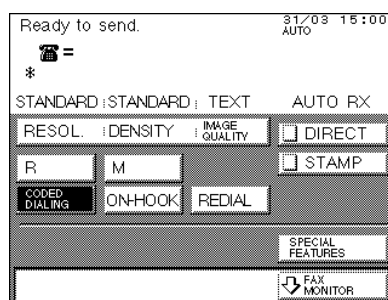 Ready to send. 31/03 15:00
AUTO
=
*
STANDARD : STANDARD : TEXT AUTO RX
RESOL. : DENSITY : IMAGE QUALITY
DIRECT
R M
STAMP
CODED DIALING
ON-HOOK
REDIAL
SPECIAL FEATURES
FAX MONITOR